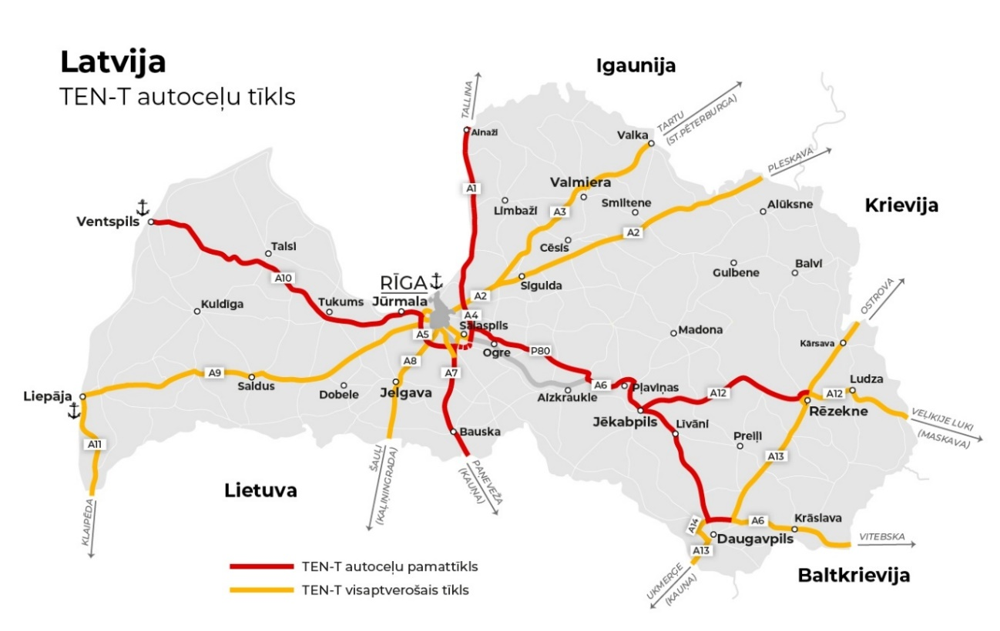 Latvija
TEN-T autoceļu tīkls
Igaunija
TALLINA
TARTU
(ST.PĒTERBURGA)
Ainaži
Valka
PLESKAVA
Valmiera
A1
Limbaži
A3
Smiltene
Alūksne
Krievija
Ventspils
A2
Talsi
Cēsis
Gulbene
Balvi
A10
RĪGA
Sigulda
OSTROVA
Kuldīga
Tukums
Jūrmala
A2
A4
Salaspils
Madona
A5
Kārsava
Ogre
P80
A8
A9
A7
Saldus
Dobele
Jelgava
Aizkraukle
A6
Pļaviņas
A12
A12
Ludza
Liepāja
Rēzekne
Jēkabpils
Līvāni
VEĻIKIJE LUKI
(MASKAVA)
Bauska
Preiļi
A11
ŠAUĻI
(KAĻIŅINGRADA)
PAŅEVEŽA
(KAUŅA)
A13
Lietuva
KLAIPĒDA
A14
A6
Krāslava
Daugavpils
VITEBSKA
A13
UKMERĢE
(KAUŅA)
Baltkrievija
TEN-T autoceļu pamattīkls
TEN-T visaptverošais tīkls